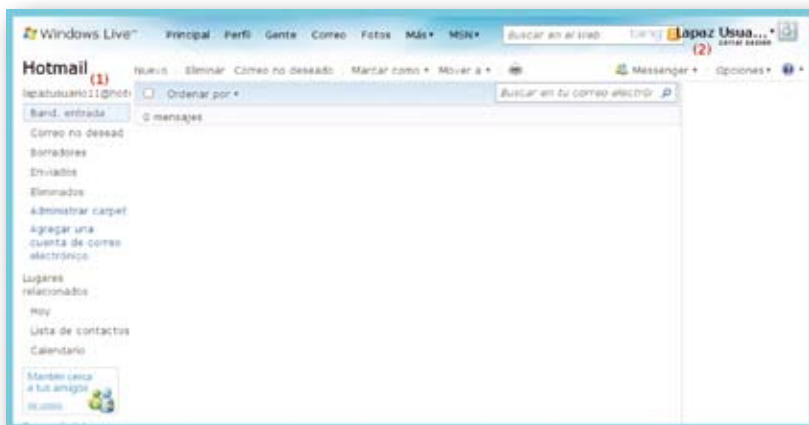 Windows Live™ Principal Perfil Gente Correo Fotos Más MSN Buscar en el Web bing Lapaz Usua...
(2) cerrar sesión
Hotmail Nuevo Eliminar Correo no deseado Marcar como Mover a Messenger Opciones
(1)
Ordenar por Buscar en tu correo electrór
Band. entrada 0 mensajes
Correo no desead
Borradores
Enviados
Eliminados
Administrar carpet
Agregar una
cuenta de correo
electrónico
Lugares
relacionados
Hoy
Lista de contactos
Calendario
Mantén cerca
a tus amigos